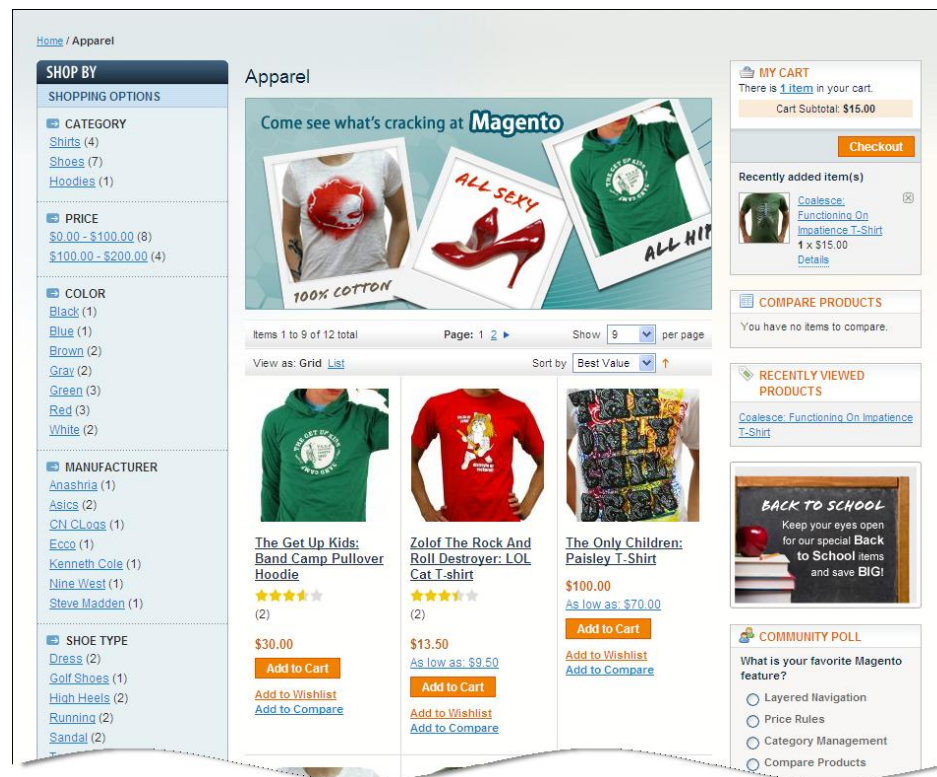 Home / Apparel
SHOP BY
SHOPPING OPTIONS
CATEGORY
Shirts (4)
Shoes (7)
Hoodies (1)
PRICE
$0.00 - $100.00 (8)
$100.00 - $200.00 (4)
COLOR
Black (1)
Blue (1)
Brown (2)
Gray (2)
Green (3)
Red (3)
White (2)
MANUFACTURER
Anashria (1)
Asics (2)
CN CLogs (1)
Ecco (1)
Kenneth Cole (1)
Nine West (1)
Steve Madden (1)
SHOE TYPE
Dress (2)
Golf Shoes (1)
High Heels (2)
Running (2)
Sandal (2)
Apparel
Come see what's cracking at Magento
100% COTTON
ALL SEXY
THE GET UP KIDS
BAND CAMP
ALL HIP
Items 1 to 9 of 12 total
Page: 1 2
Show 9 per page
View as: Grid List
Sort by Best Value
THE GET UP KIDS
BAND CAMP
The Get Up Kids:
Band Camp Pullover
Hoodie
(2)
$30.00
Add to Cart
Add to Wishlist
Add to Compare
Zolof The Rock And
Roll Destroyer: LOL
Cat T-shirt
(2)
$13.50
As low as: $9.50
Add to Cart
Add to Wishlist
Add to Compare
The Only Children:
Paisley T-Shirt
$100.00
As low as: $70.00
Add to Cart
Add to Wishlist
Add to Compare
MY CART
There is 1 item in your cart.
Cart Subtotal: $15.00
Checkout
Recently added item(s)
Coalesce:
Functioning On
Impatience T-Shirt
1 x $15.00
Details
COMPARE PRODUCTS
You have no items to compare.
RECENTLY VIEWED
PRODUCTS
Coalesce: Functioning On Impatience
T-Shirt
BACK TO SCHOOL
Keep your eyes open
for our special Back
to School items
and save BIG!
COMMUNITY POLL
What is your favorite Magento
feature?
Layered Navigation
Price Rules
Category Management
Compare Products